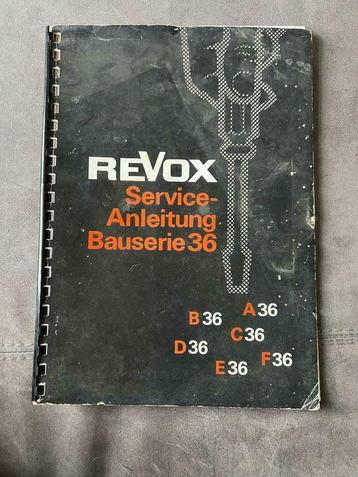 REVOX
Service-
Anleitung
Bauserie 36
A36
B36
C36
D36
F36
E36